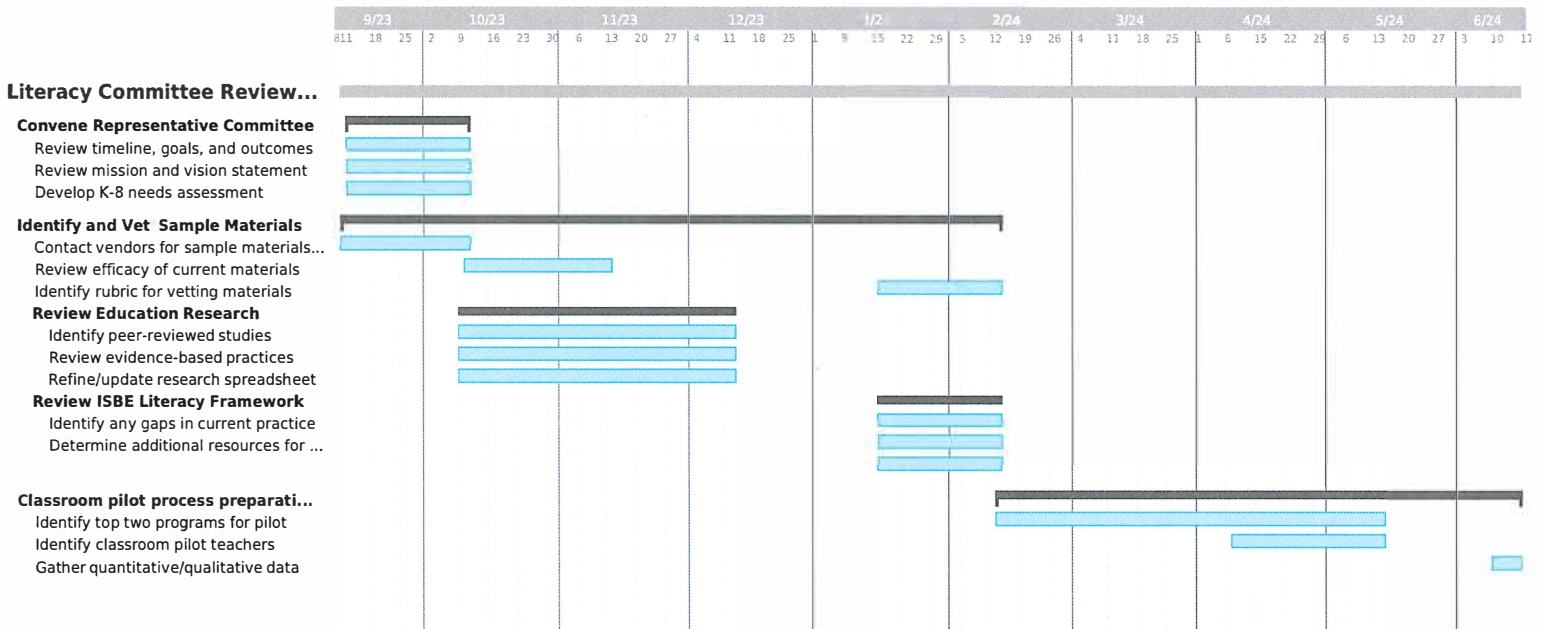 9/23 10/23 11/23 12/23 1/2 2/24 3/24 4/24 5/24 6/24
11 18 25 2 9 16 23 30 6 13 20 27 4 11 18 25 1 8 15 22 29 5 12 19 26 4 11 18 25 1 8 15 22 29 6 13 20 27 3 10 17
Literacy Committee Review...
Convene Representative Committee
Review timeline, goals, and outcomes
Review mission and vision statement
Develop K-8 needs assessment
Identify and Vet Sample Materials
Contact vendors for sample materials...
Review efficacy of current materials
Identify rubric for vetting materials
Review Education Research
Identify peer-reviewed studies
Review evidence-based practices
Refine/update research spreadsheet
Review ISBE Literacy Framework
Identify any gaps in current practice
Determine additional resources for ...
Classroom pilot process preparati...
Identify top two programs for pilot
Identify classroom pilot teachers
Gather quantitative/qualitative data